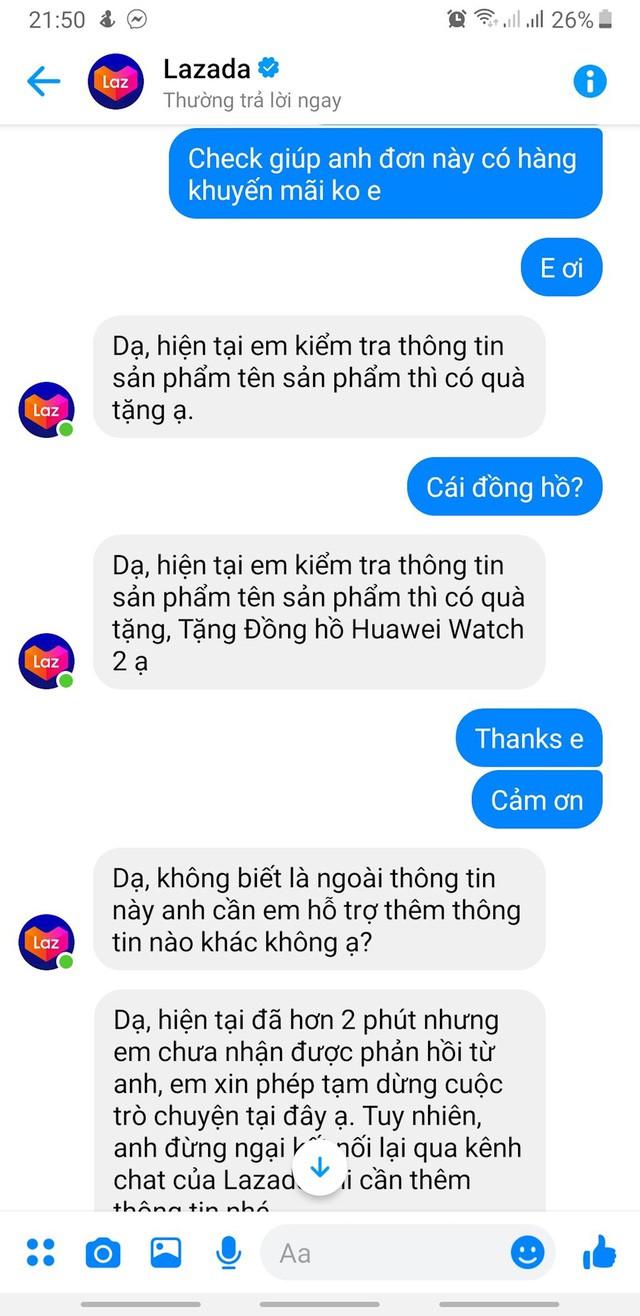 21:50
26%
Laz
Lazada
Thường trả lời ngay
Check giúp anh đơn này có hàng
khuyến mãi ko e
E ơi
Dạ, hiện tại em kiểm tra thông tin
sản phẩm tên sản phẩm thì có quà
tặng ạ.
Laz
Cái đồng hồ?
Dạ, hiện tại em kiểm tra thông tin
sản phẩm tên sản phẩm thì có quà
tặng, Tặng Đồng hồ Huawei Watch
2 ạ
Laz
Thanks e
Cảm ơn
Dạ, không biết là ngoài thông tin
này anh cần em hỗ trợ thêm thông
tin nào khác không ạ?
Laz
Dạ, hiện tại đã hơn 2 phút nhưng
em chưa nhận được phản hồi từ
anh, em xin phép tạm dừng cuộc
trò chuyện tại đây ạ. Tuy nhiên,
anh đừng ngại nối lại qua kênh
chat của cần thêm
thông tin nhé
Aa